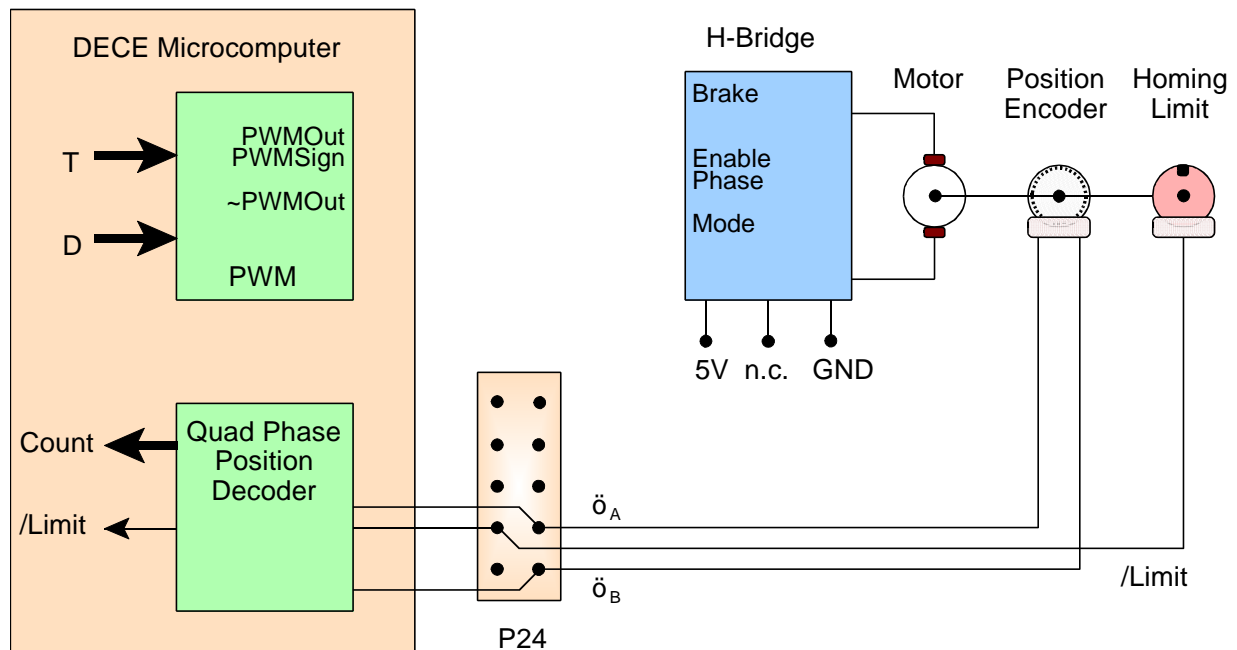 DECE Microcomputer
T
D
PWMOut
PWMSign
~PWMOut
PWM
H-Bridge
Brake
Enable
Phase
Mode
5V n.c. GND
Motor
Position
Encoder
Homing
Limit
Count
/Limit
Quad Phase
Position
Decoder
öA
öB
/Limit
P24